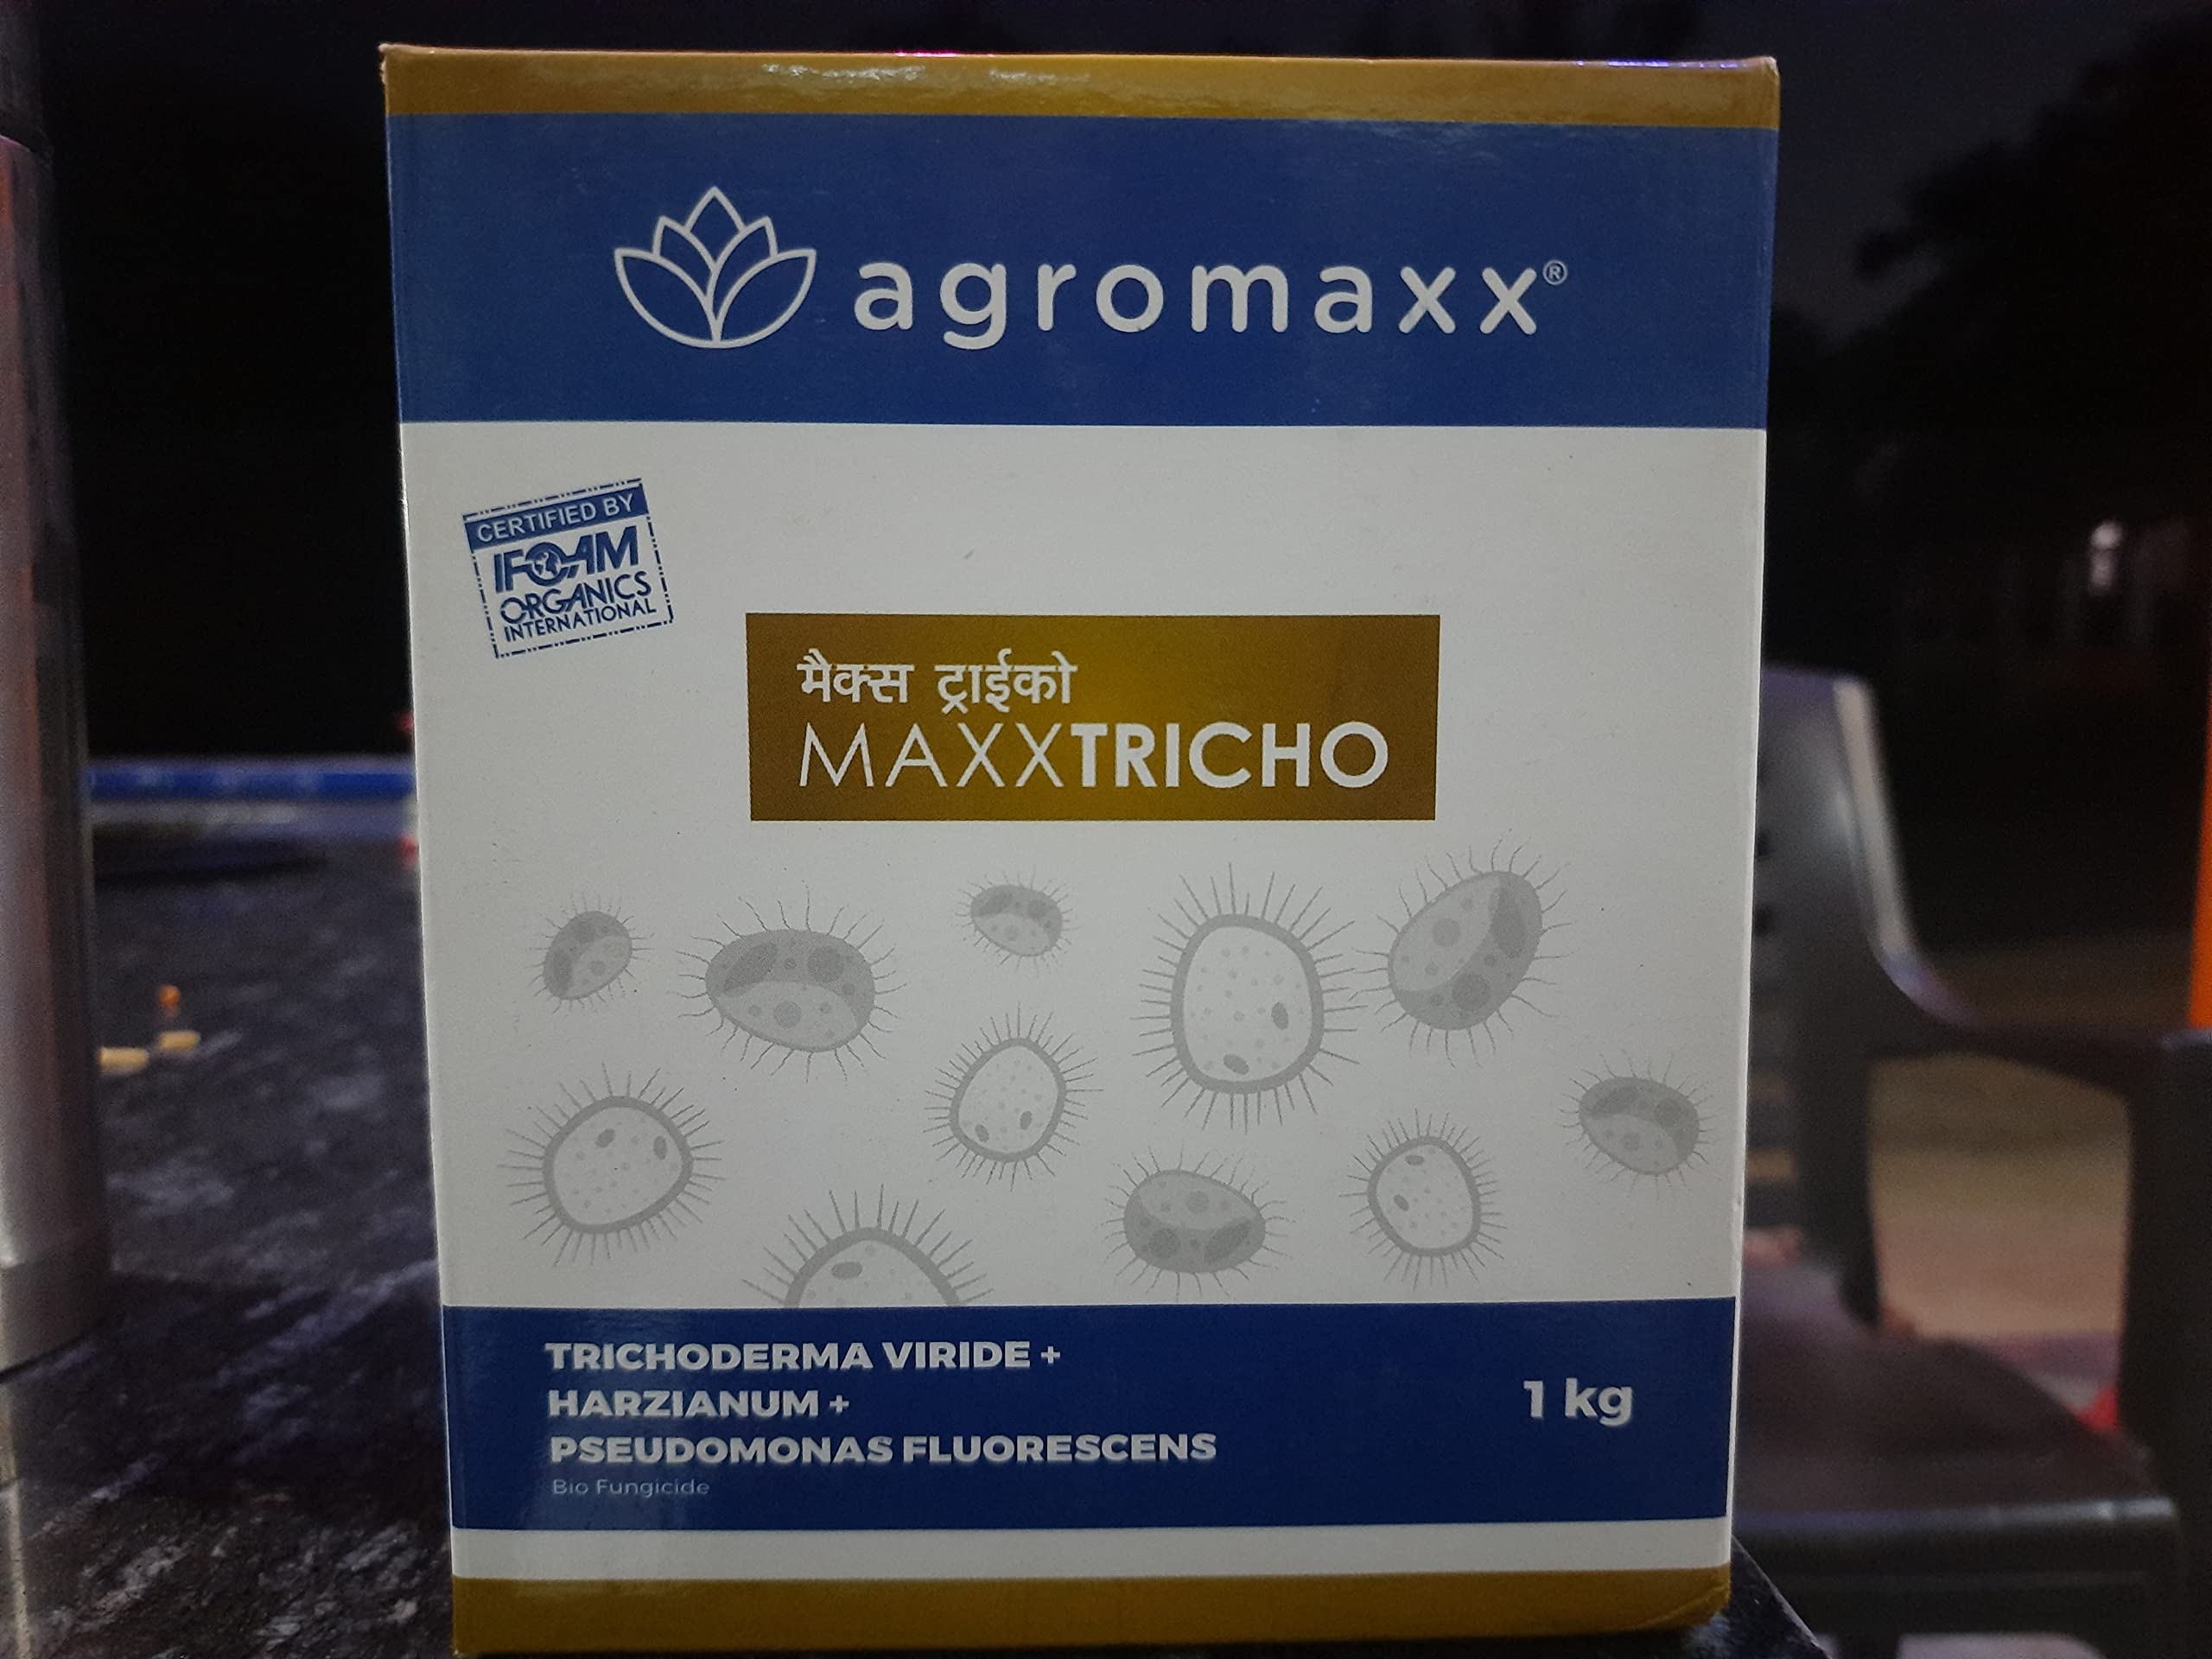 agromaxx®
CERTIFIED BY
IFOAM
ORGANICS
INTERNATIONAL
मैक्स ट्राईको
MAXXTRICHO
TRICHODERMA VIRIDE +
HARZIANUM +
PSEUDOMONAS FLUORESCENS
Bio Fungicide
1 kg